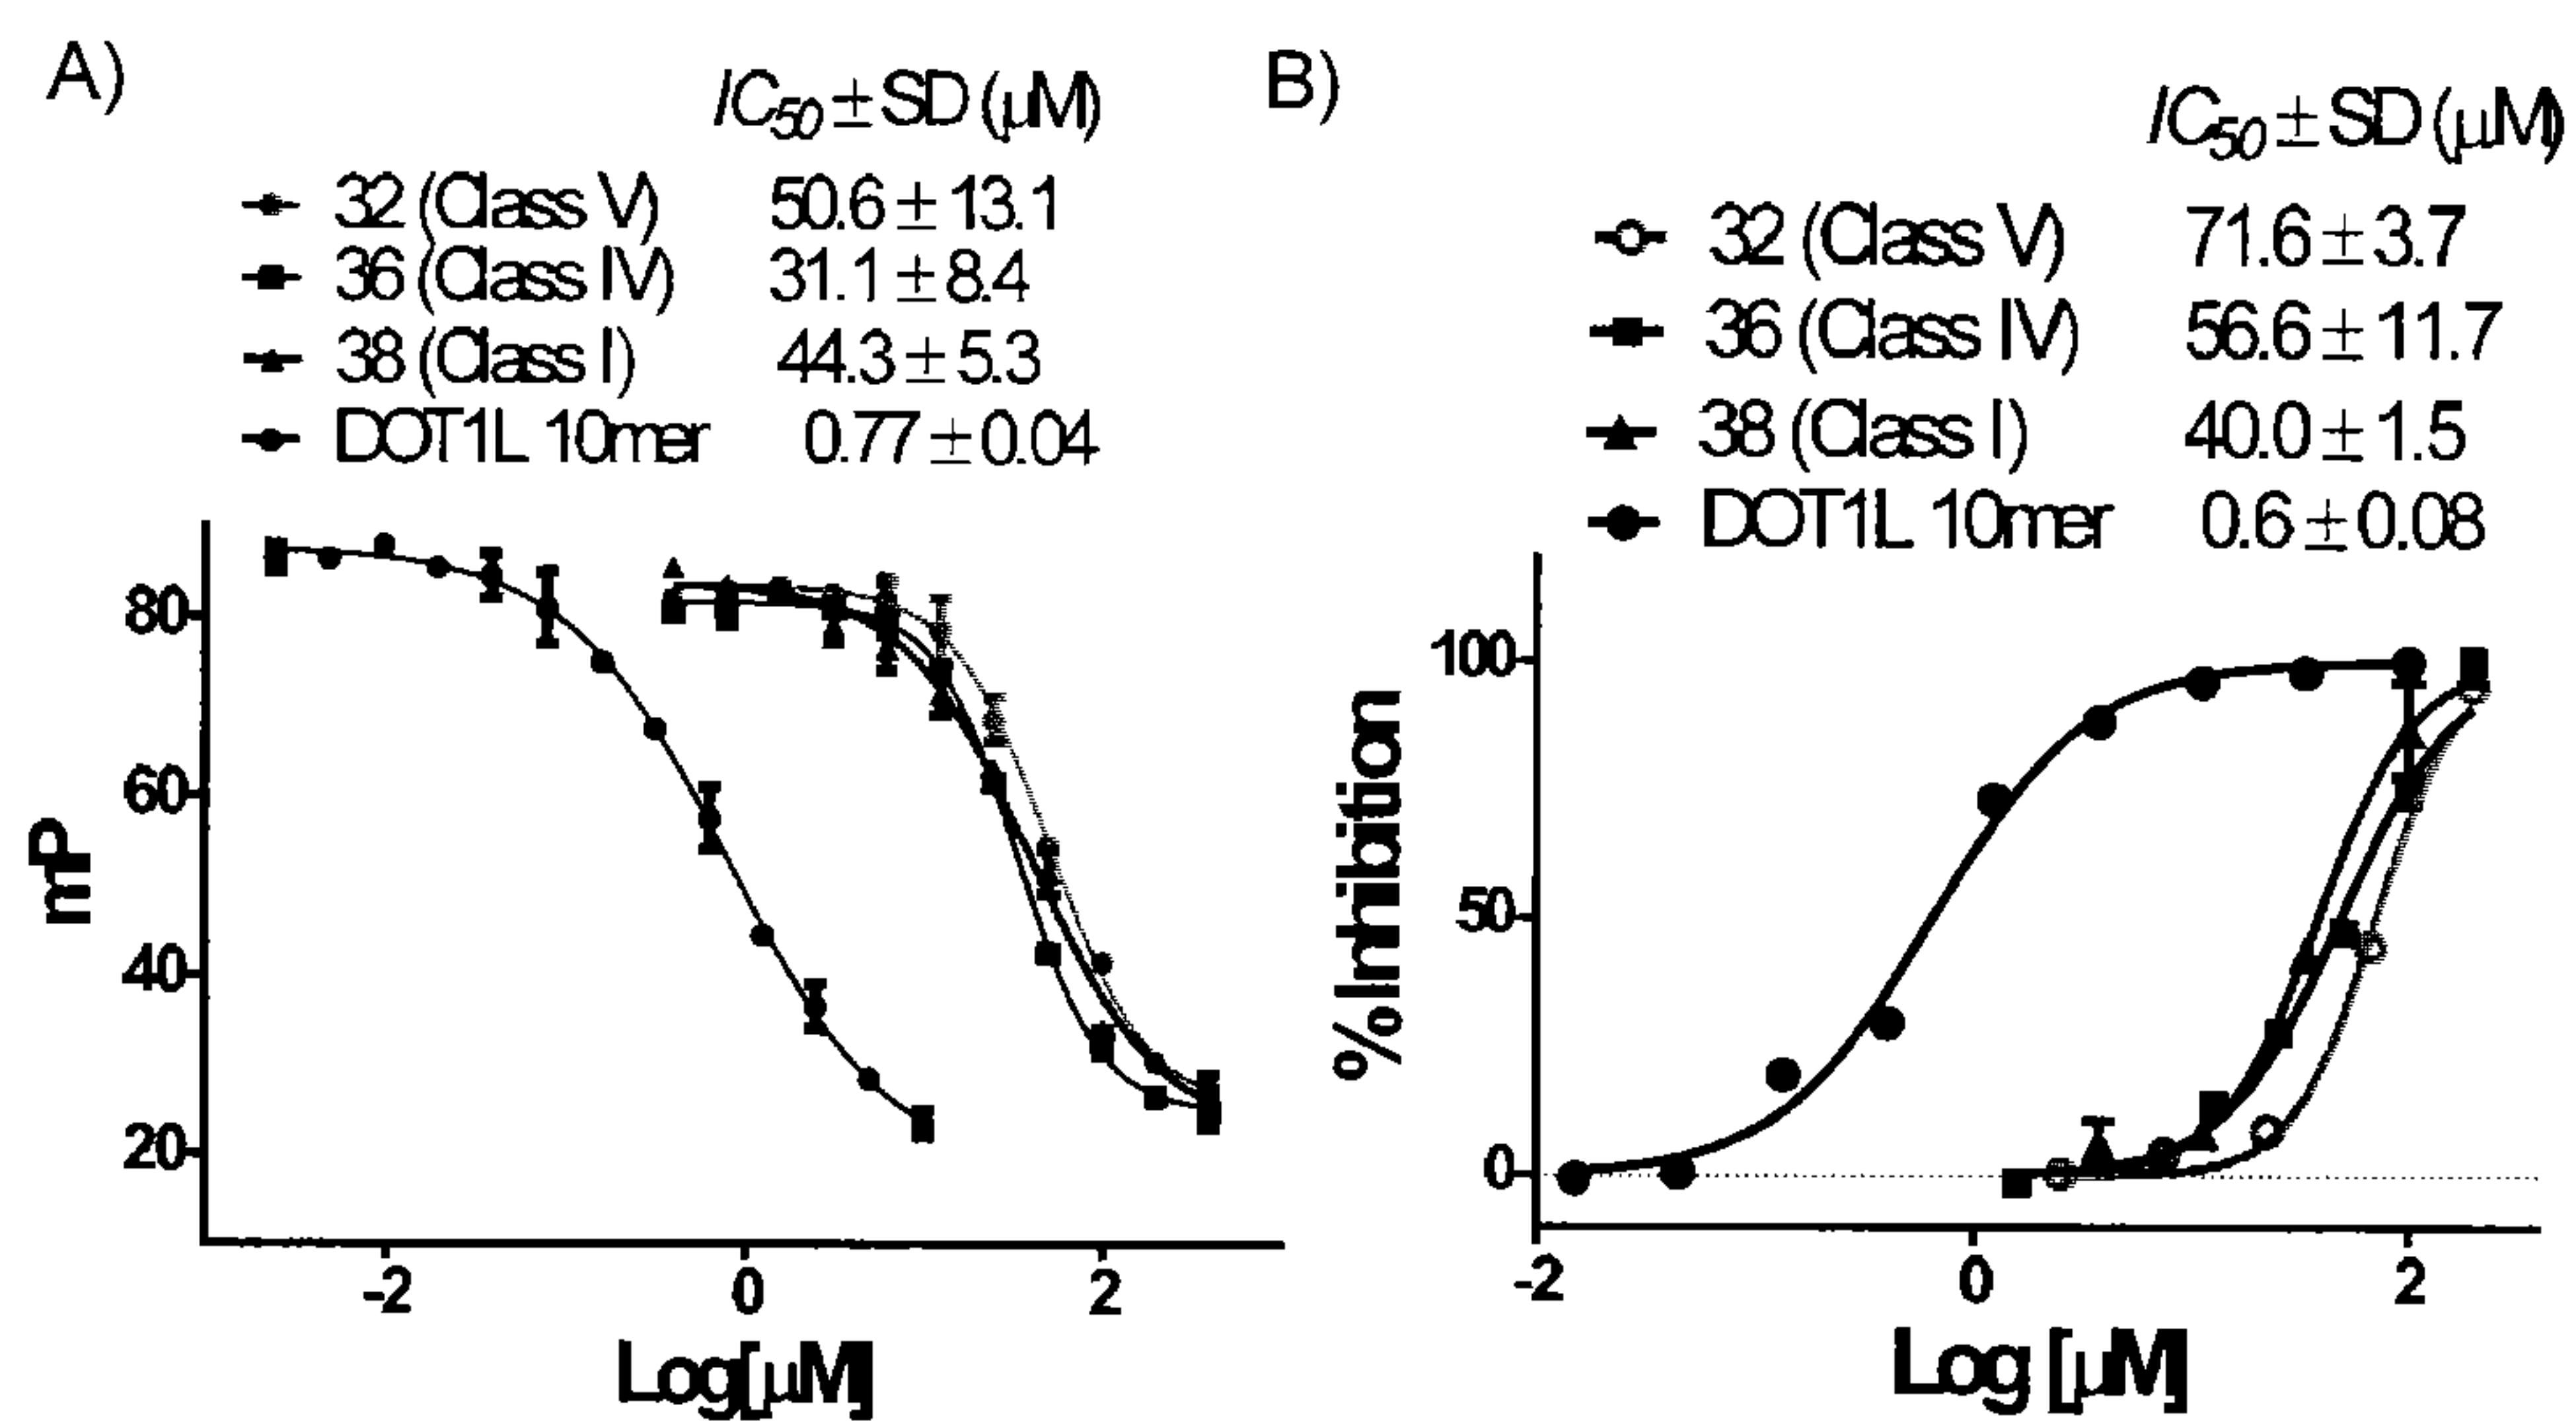 A)
IC50 ± SD (μM)
32 (Class V) 50.6 ± 13.1
36 (Class IV) 31.1 ± 8.4
38 (Class I) 44.3 ± 5.3
DOT1L 10mer 0.77 ± 0.04
80
60
40
20
mP
-2 0 2
Log[μM]
B)
IC50 ± SD (μM)
32 (Class V) 71.6 ± 3.7
36 (Class IV) 56.6 ± 11.7
38 (Class I) 40.0 ± 1.5
DOT1L 10mer 0.6 ± 0.08
100
50
0
% Inhibition
-2 0 2
Log [μM]